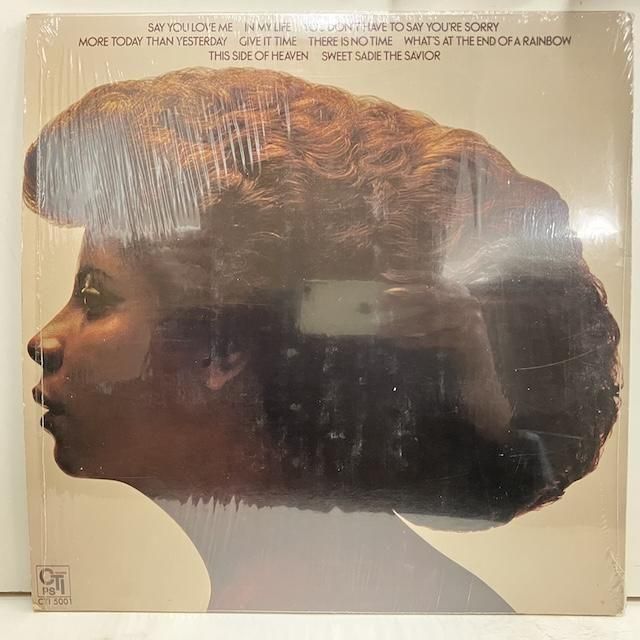 SAY YOU LOVE ME IN MY LIFE YOU DON'T HAVE TO SAY YOU'RE SORRY
MORE TODAY THAN YESTERDAY GIVE IT TIME THERE IS NO TIME WHAT'S AT THE END OF A RAINBOW
THIS SIDE OF HEAVEN SWEET SADIE THE SAVIOR
CTI
PS
CTI 5001